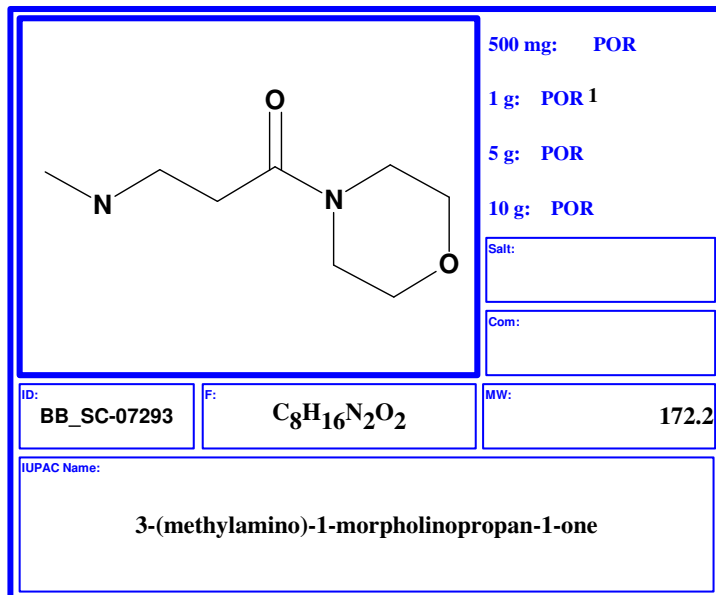 500 mg: POR
1 g: POR 1
5 g: POR
10 g: POR
O
N
N
O
Salt:
Com:
ID:
BB_SC-07293
F:
C8H16N2O2
MW:
172.2
IUPAC Name:
3-(methylamino)-1-morpholinopropan-1-one